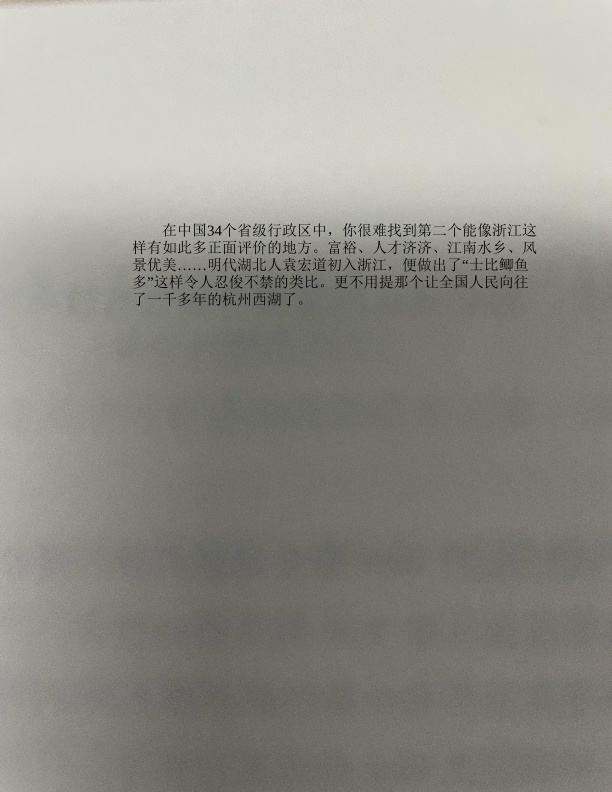 在中国34个省级行政区中，你很难找到第二个能像浙江这
样有如此多正面评价的地方。富裕、人才济济、江南水乡、风
景优美……明代湖北人袁宏道初入浙江，便做出了“士比鲫鱼
多”这样令人忍俊不禁的类比。更不用提那个让全国人民向往
了一千多年的杭州西湖了。